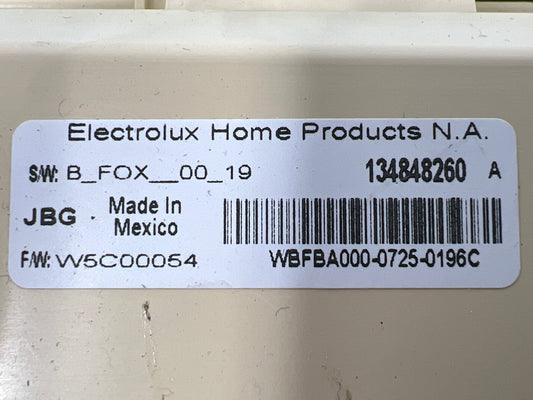 Electrolux Home Products N.A.
S/W: B_FOX__00_19 134848260 A
JBG Made In
Mexico
F/W: W5C00054 WBFBA000-0725-0196C